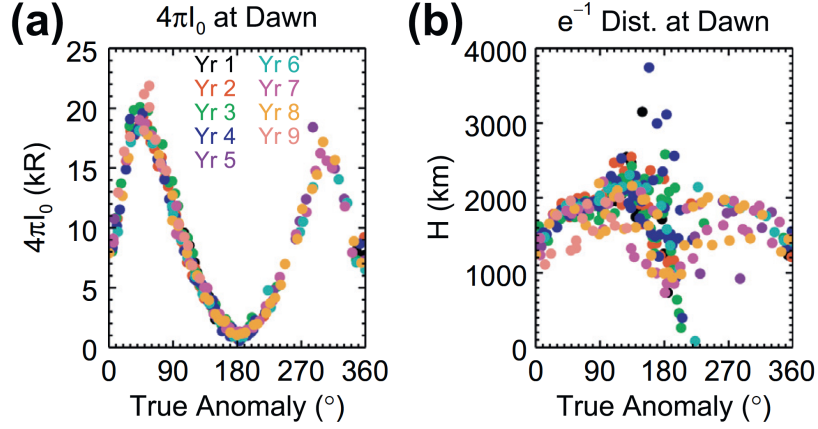 (a) 4πI₀ at Dawn
25
20
15
10
5
0
4πI₀ (kR)
Yr 1
Yr 2
Yr 3
Yr 4
Yr 5
Yr 6
Yr 7
Yr 8
Yr 9
0 90 180 270 360
True Anomaly (°)
(b) e⁻¹ Dist. at Dawn
4000
3000
2000
1000
0
H (km)
0 90 180 270 360
True Anomaly (°)